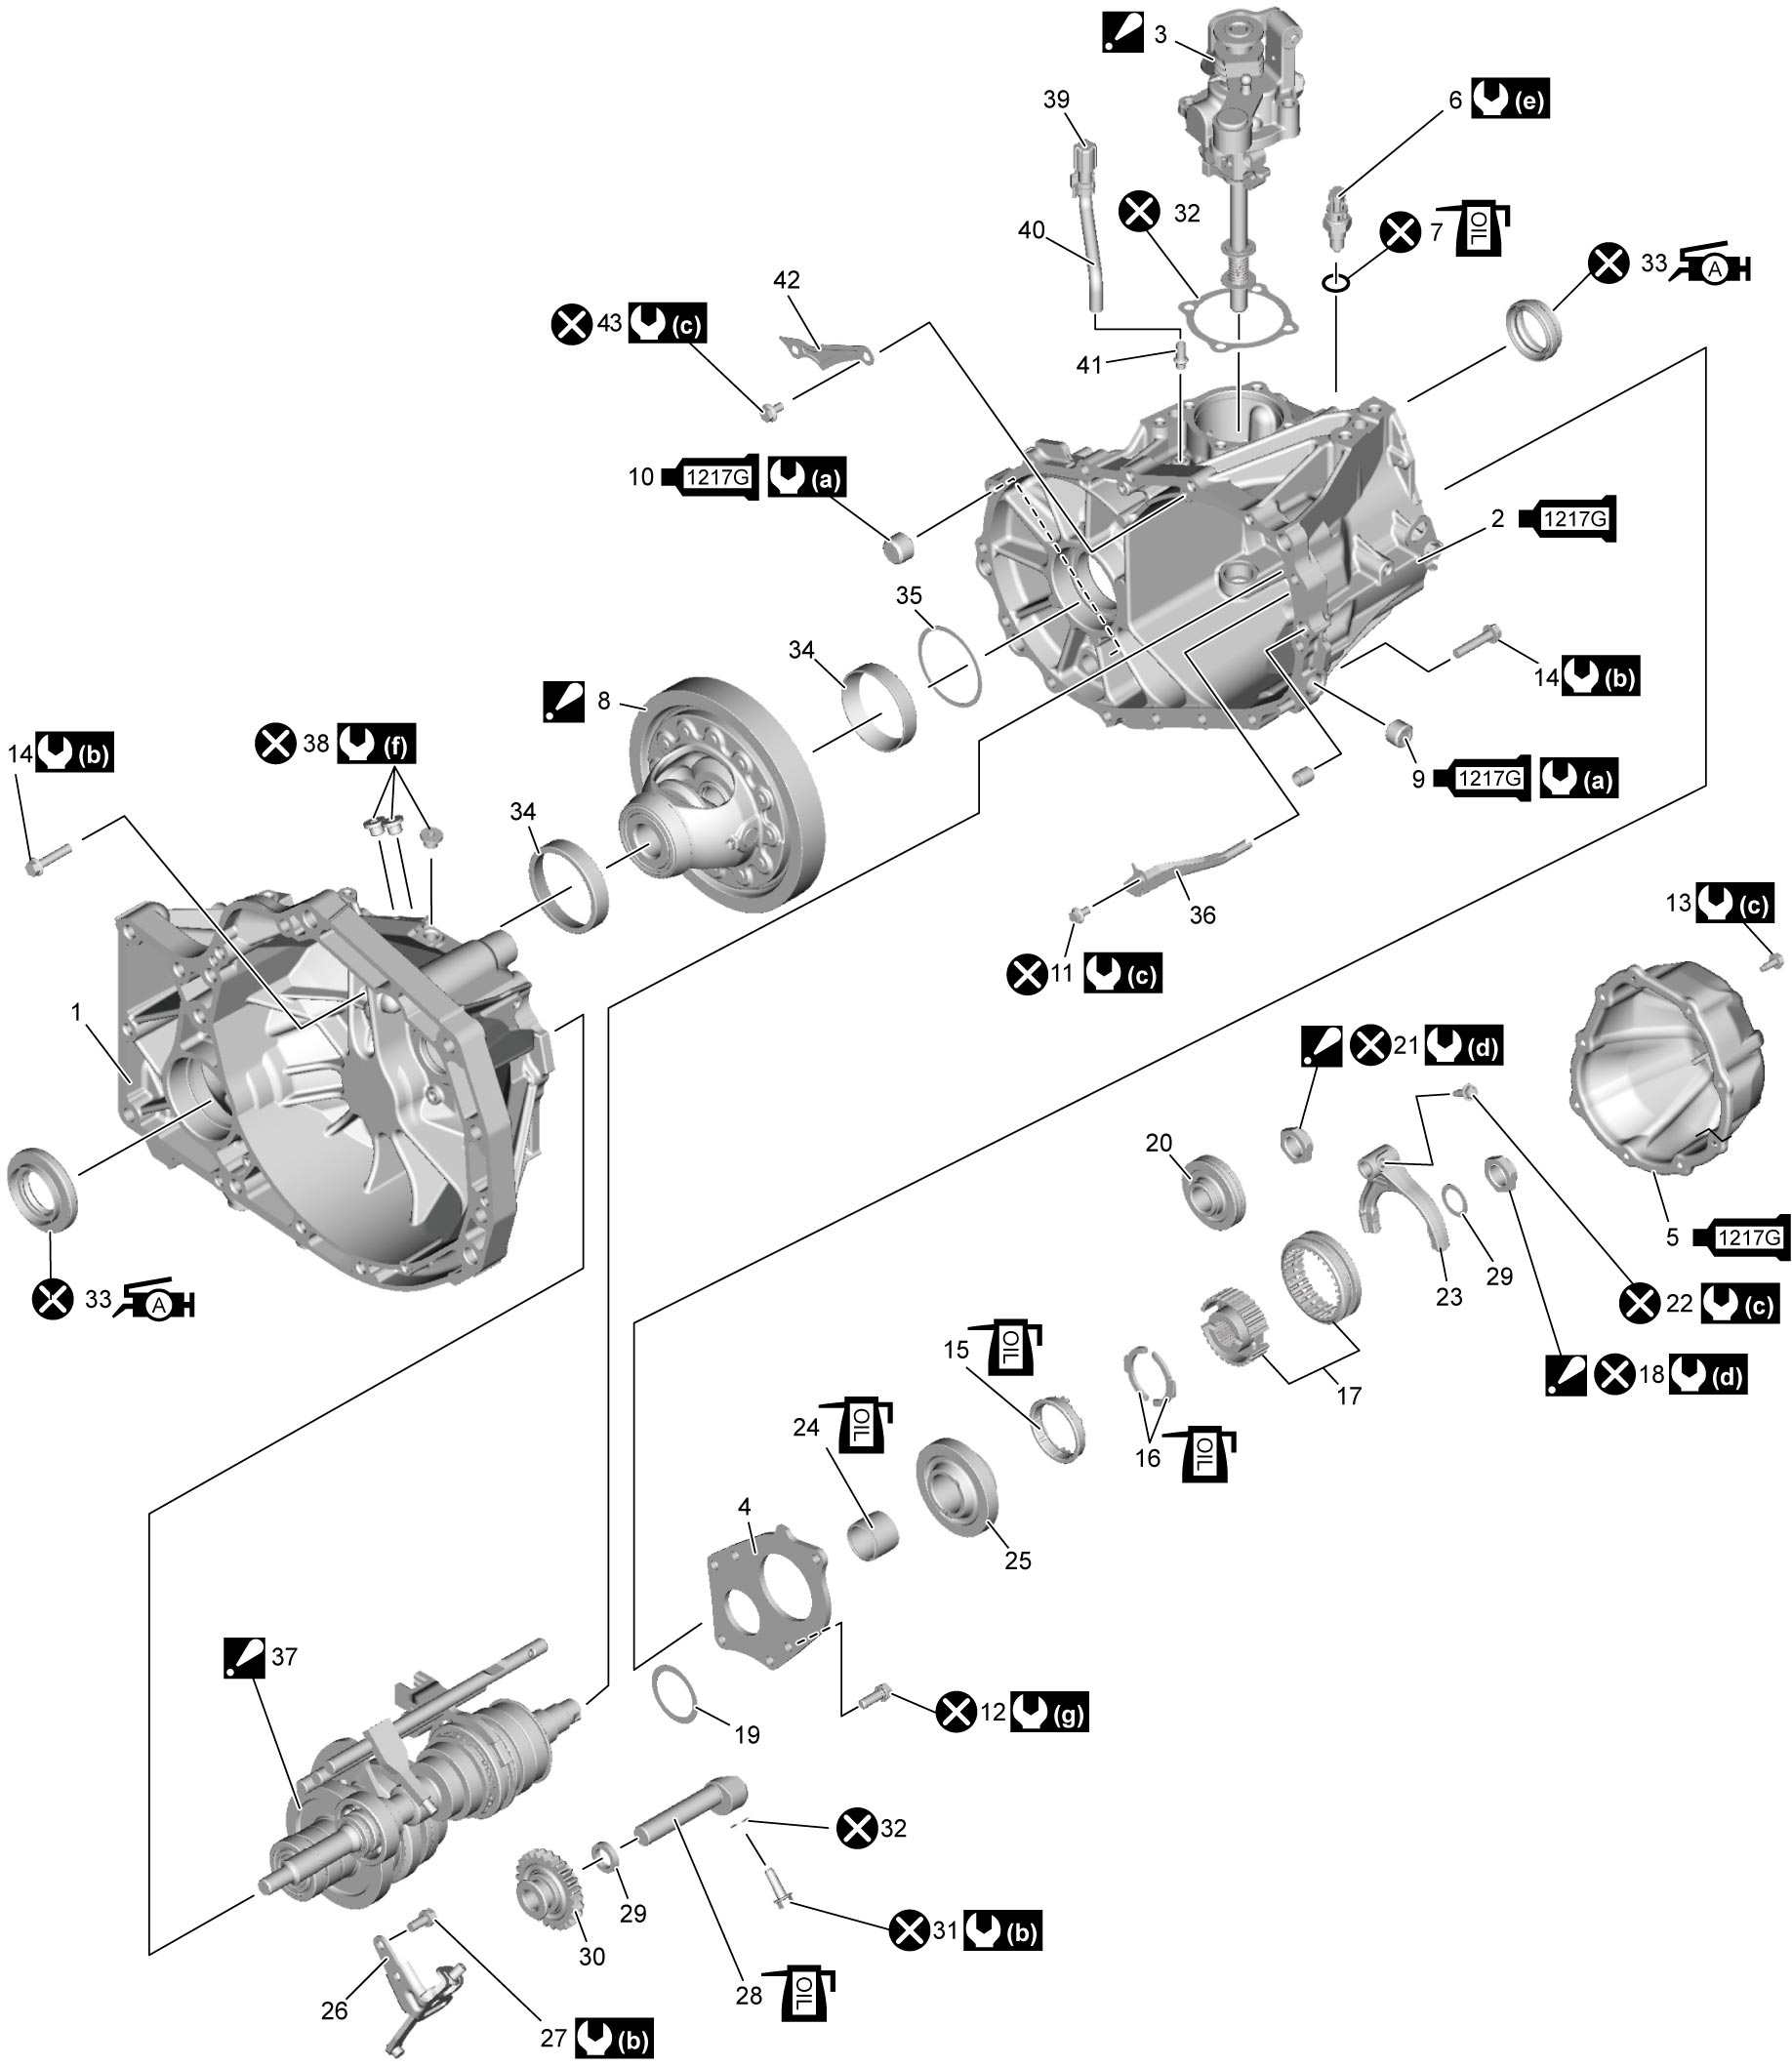 3
39
6 (e)
32
7 OIL
40
33 A
42
43 (c)
41
10 1217G (a)
2 1217G
35
34
14 (b)
8
38 (f)
14 (b)
9 1217G (a)
34
36
13 (c)
11 (c)
1
21 (d)
20
5 1217G
29
23
33 A
22 (c)
15 OIL
18 (d)
17
24 OIL
16 OIL
4
25
37
12 (g)
19
32
29
31 (b)
30
28 OIL
26
27 (b)